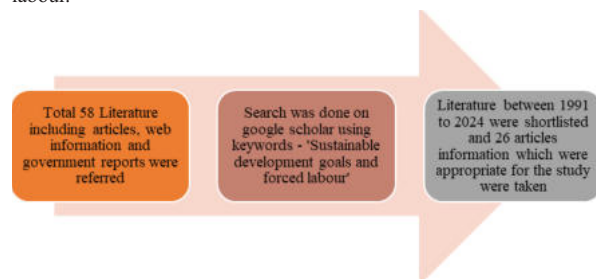 labour.
Total 58 Literature
including articles, web
information and
government reports were
referred
Search was done on
google scholar using
keywords - 'Sustainable
development goals and
forced labour'
Literature between 1991
to 2024 were shortlisted
and 26 articles
information which were
appropriate for the study
were taken